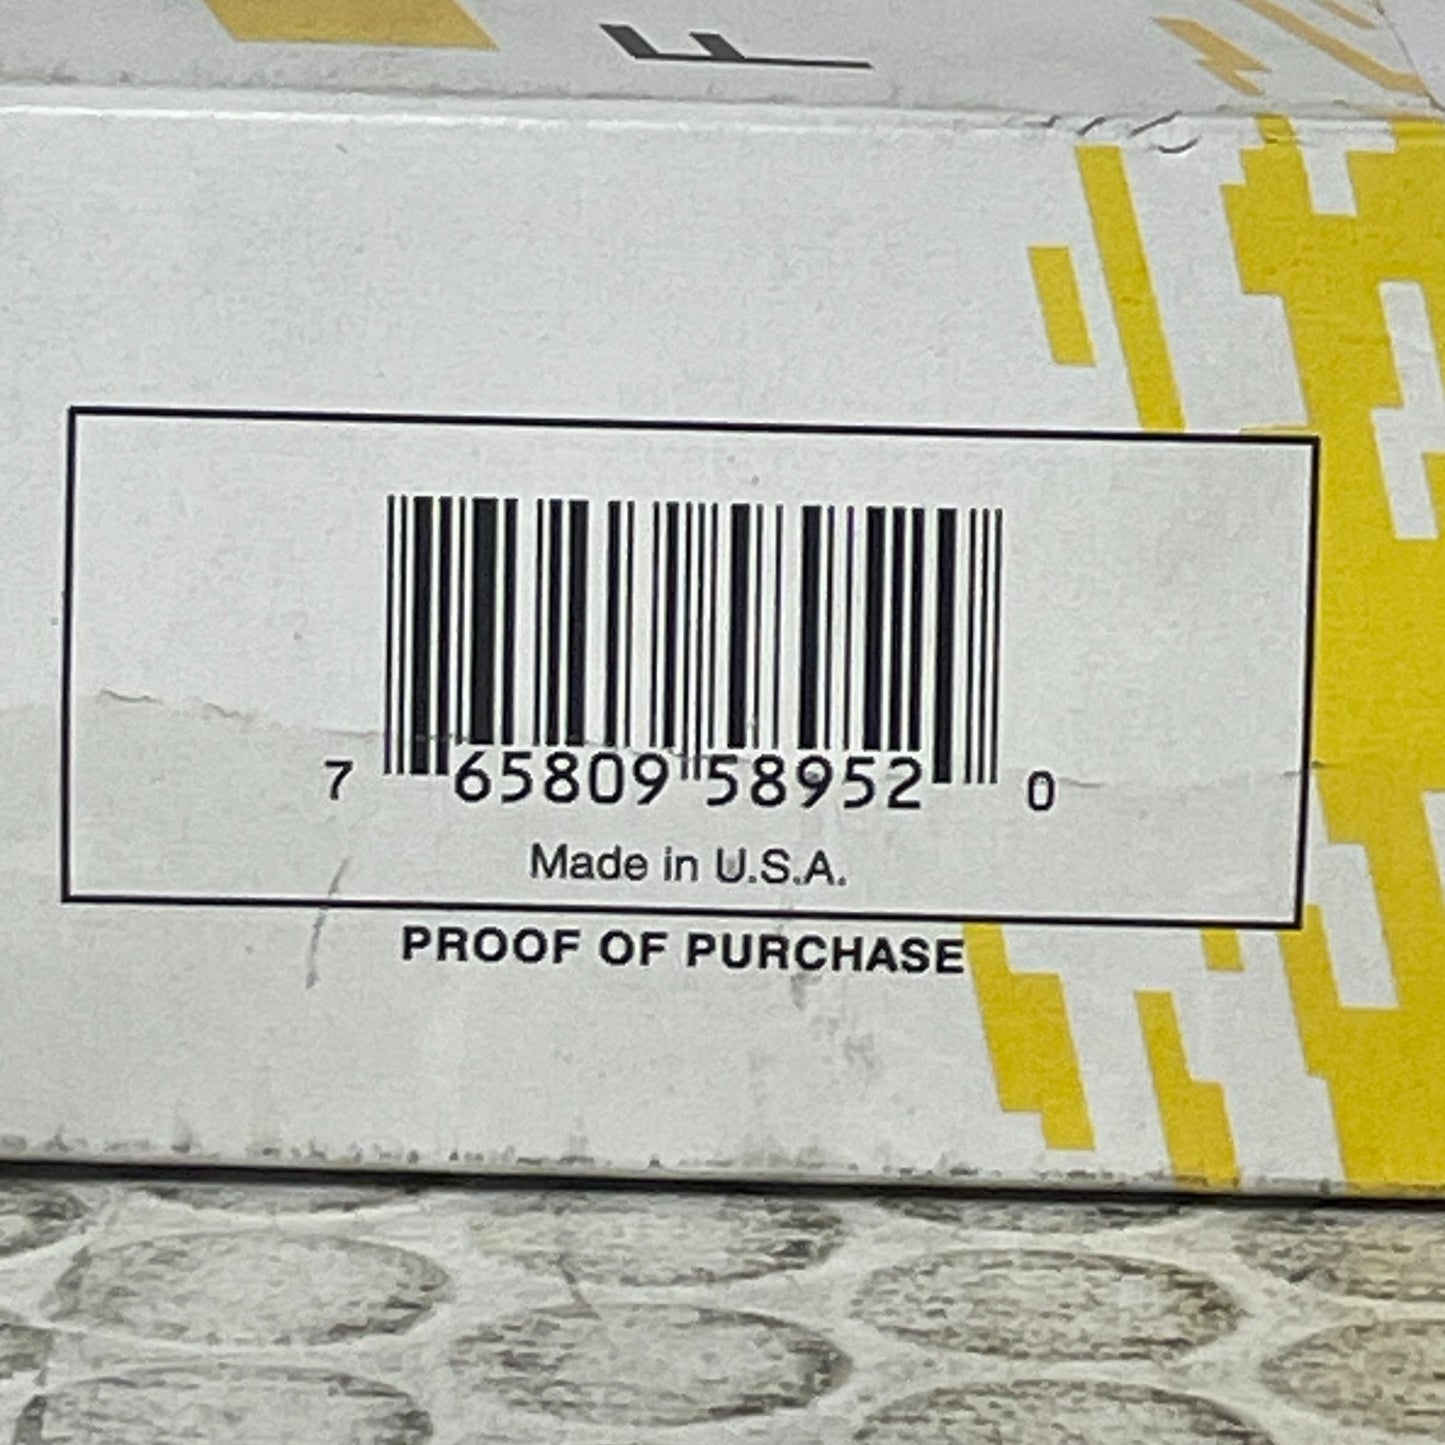 F
7 65809 58952 0
Made in U.S.A.
PROOF OF PURCHASE